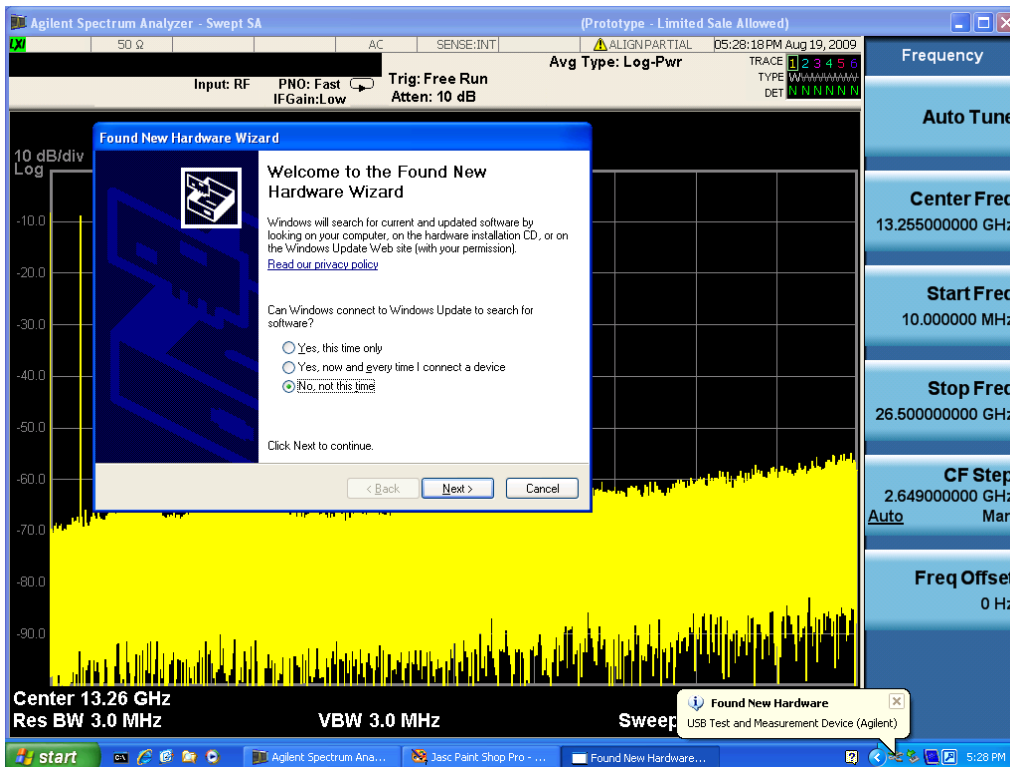 Agilent Spectrum Analyzer - Swept SA
(Prototype - Limited Sale Allowed)
LXI
50 Ω
AC
SENSE:INT
ALIGN PARTIAL
05:28:18 PM Aug 19, 2009
Input: RF
PNO: Fast
IFGain:Low
Trig: Free Run
Atten: 10 dB
Avg Type: Log-Pwr
TRACE 1 2 3 4 5 6
TYPE
DET N N N N N N
Frequency
Auto Tune
Center Freq
13.255000000 GHz
Start Freq
10.000000 MHz
Stop Freq
26.500000000 GHz
CF Step
2.649000000 GHz
Auto Man
Freq Offset
0 Hz
10 dB/div
Log
-10.0
-20.0
-30.0
-40.0
-50.0
-60.0
-70.0
-80.0
-90.0
Found New Hardware Wizard
Welcome to the Found New
Hardware Wizard
Windows will search for current and updated software by
looking on your computer, on the hardware installation CD, or on
the Windows Update Web site (with your permission).
Read our privacy policy
Can Windows connect to Windows Update to search for
software?
Yes, this time only
Yes, now and every time I connect a device
No, not this time
Click Next to continue.
< Back
Next >
Cancel
Center 13.26 GHz
Res BW 3.0 MHz
VBW 3.0 MHz
Sweep
Found New Hardware
USB Test and Measurement Device (Agilent)
start
Agilent Spectrum Ana...
Jasc Paint Shop Pro - ...
Found New Hardware...
5:28 PM